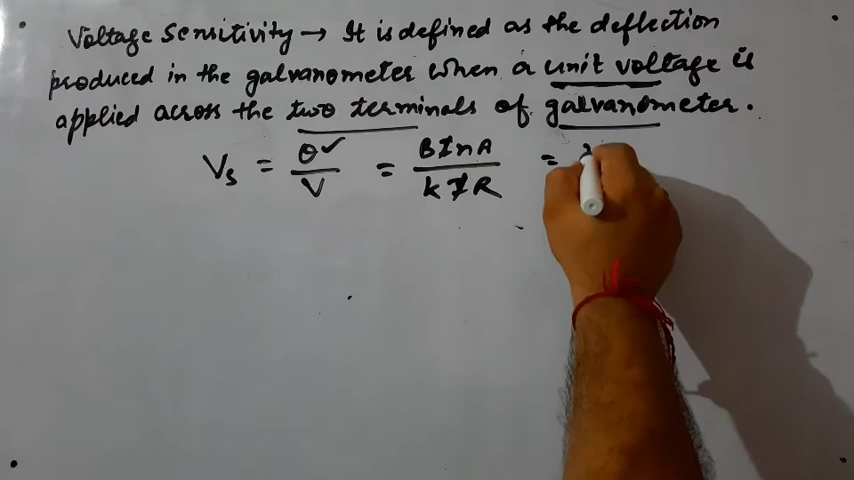 Voltage Sensitivity → It is defined as the deflection
produced in the galvanometer when a unit voltage is
applied across the two terminals of galvanometer.
Vs = θ/V = BInA/kIR =